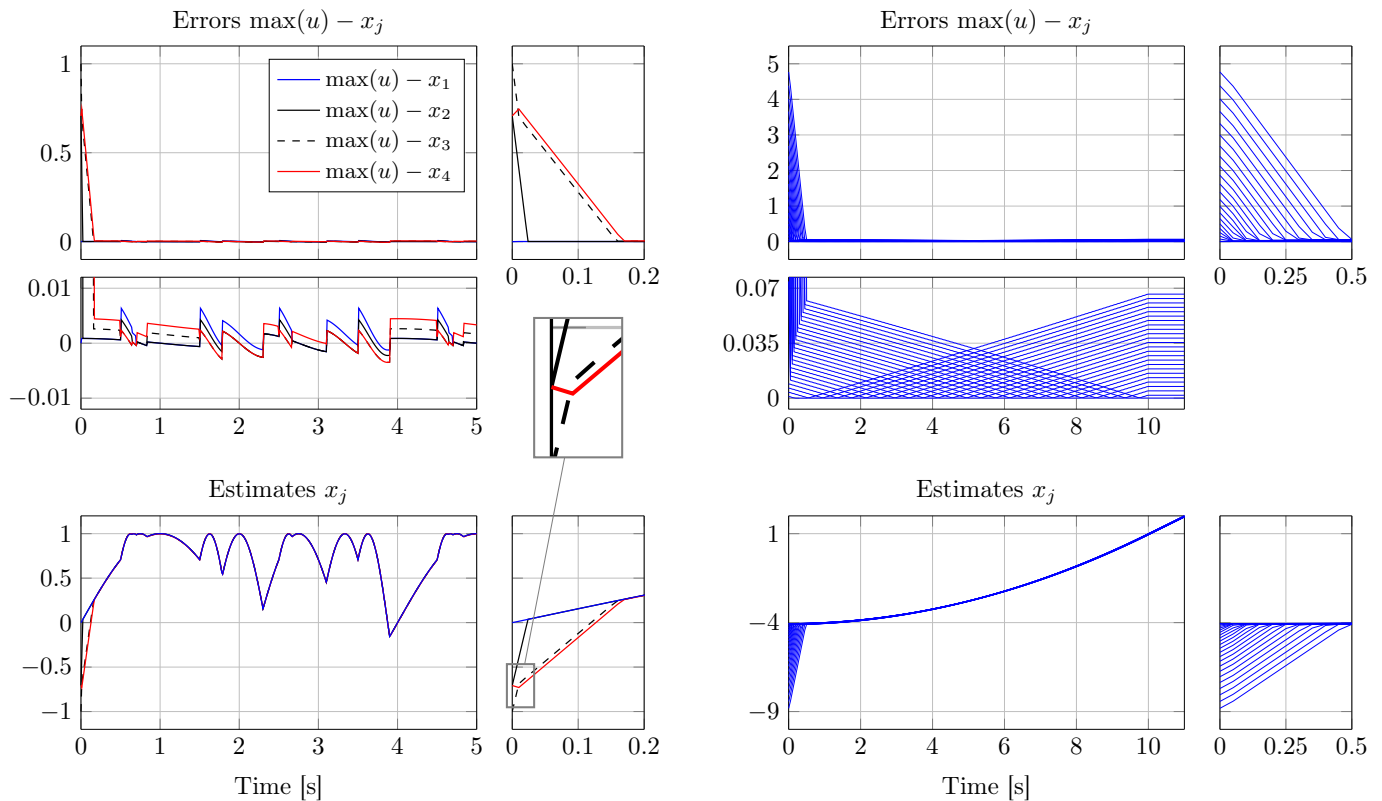 Errors max(u) − x_j
1
0.5
0
max(u) − x_1
max(u) − x_2
max(u) − x_3
max(u) − x_4
0 0.1 0.2
0.01
0
−0.01
0 1 2 3 4 5
Estimates x_j
1
0.5
0
−0.5
−1
0 1 2 3 4 5
Time [s]
0 0.1 0.2
Errors max(u) − x_j
5
4
3
2
1
0
0 0.25 0.5
0.07
0.035
0
0 2 4 6 8 10
Estimates x_j
1
−4
−9
0 2 4 6 8 10
Time [s]
0 0.25 0.5